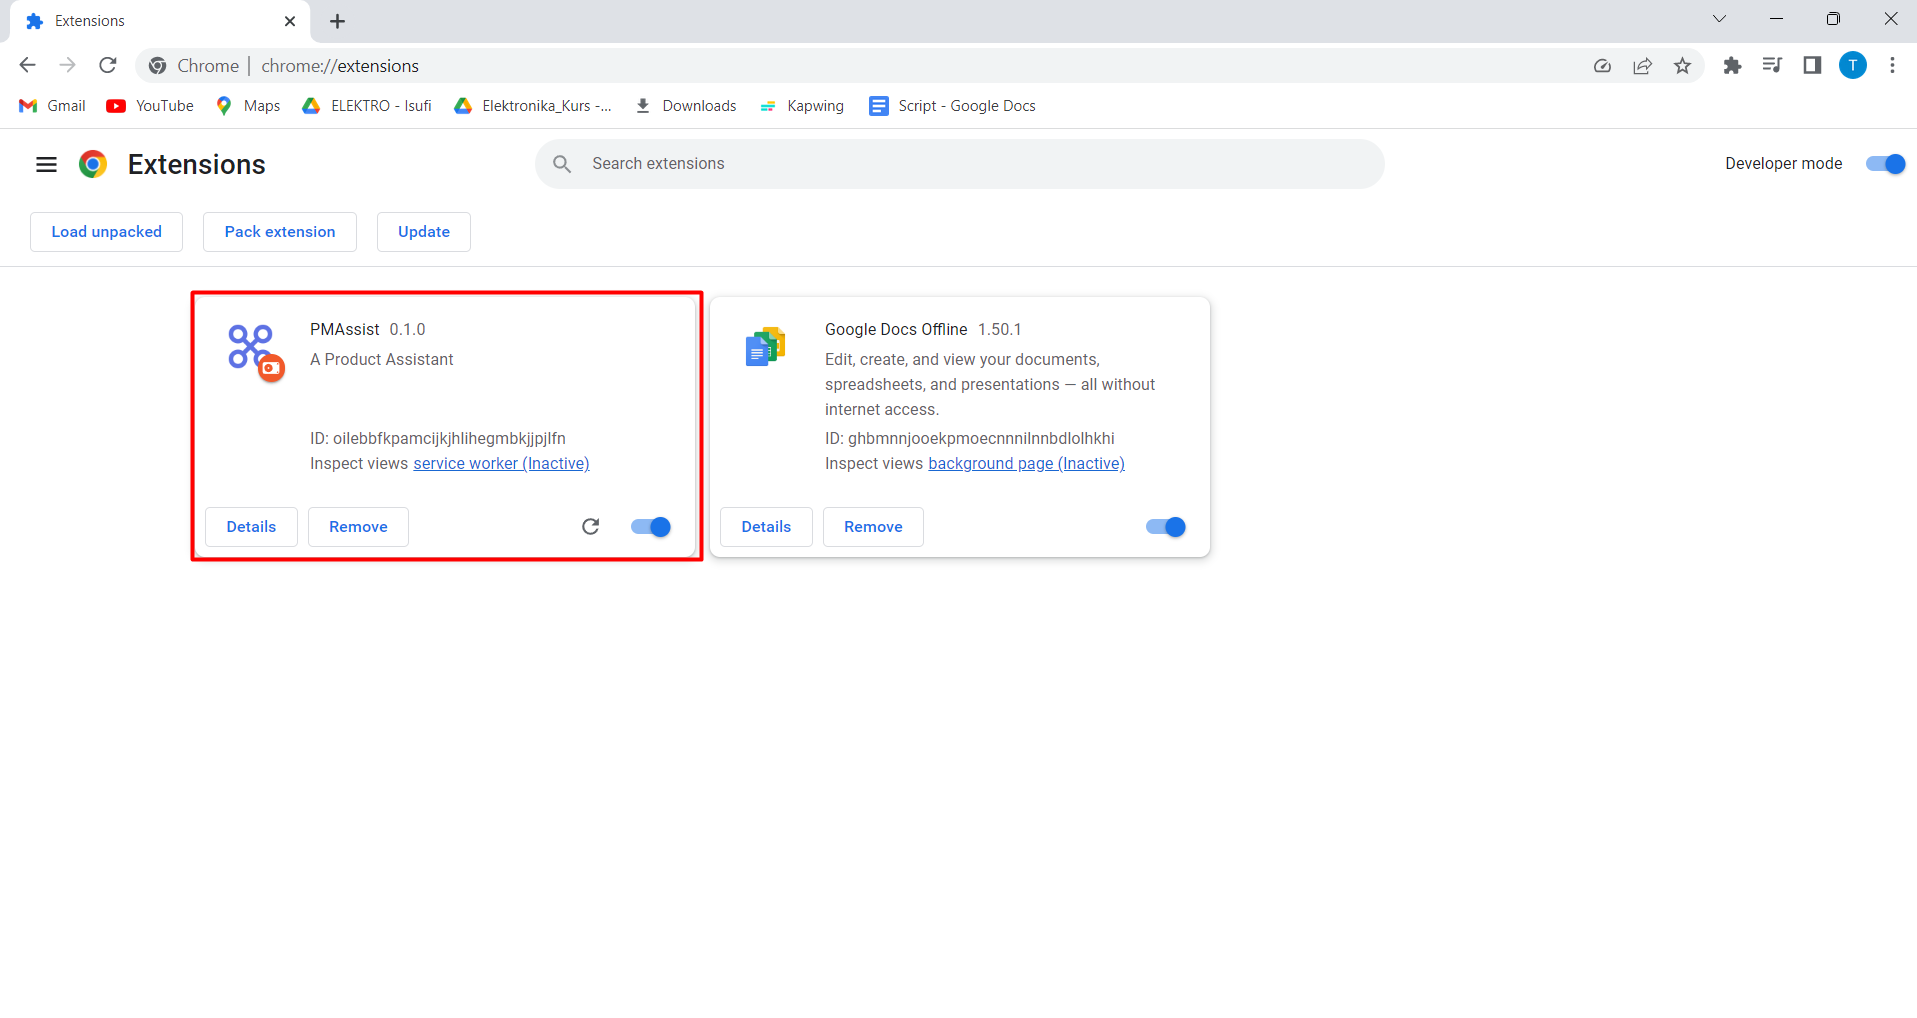 Extensions
Chrome | chrome://extensions
T
Gmail YouTube Maps ELEKTRO - Isufi Elektronika_Kurs -... Downloads Kapwing Script - Google Docs
Extensions
Search extensions
Developer mode
Load unpacked Pack extension Update
PMAssist 0.1.0
A Product Assistant
ID: oilebbfkpamcijkjhlihegmbkjjpjlfn
Inspect views service worker (Inactive)
Details Remove
Google Docs Offline 1.50.1
Edit, create, and view your documents,
spreadsheets, and presentations — all without
internet access.
ID: ghbmnnjooekpmoecnnnilnnbdlolhkhi
Inspect views background page (Inactive)
Details Remove